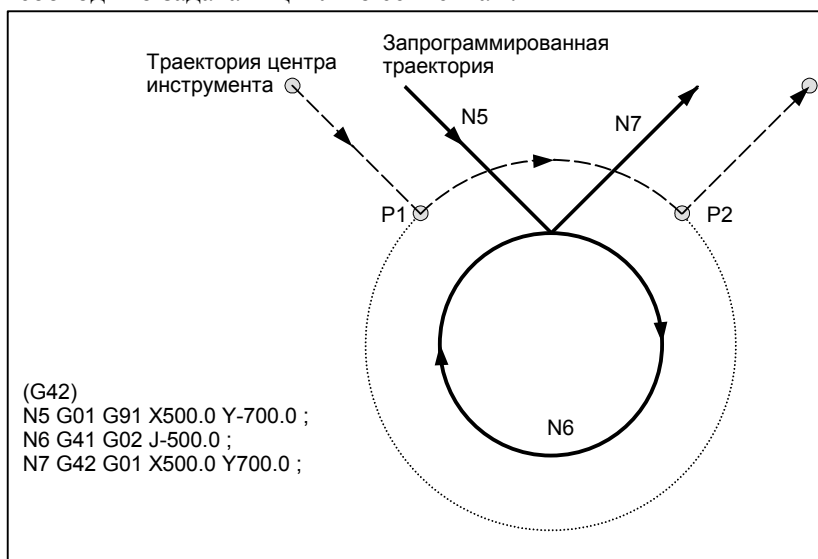 Траектория центра
инструмента
Запрограммированная
траектория
N5
N7
P1
P2
N6
(G42)
N5 G01 G91 X500.0 Y-700.0 ;
N6 G41 G02 J-500.0 ;
N7 G42 G01 X500.0 Y700.0 ;